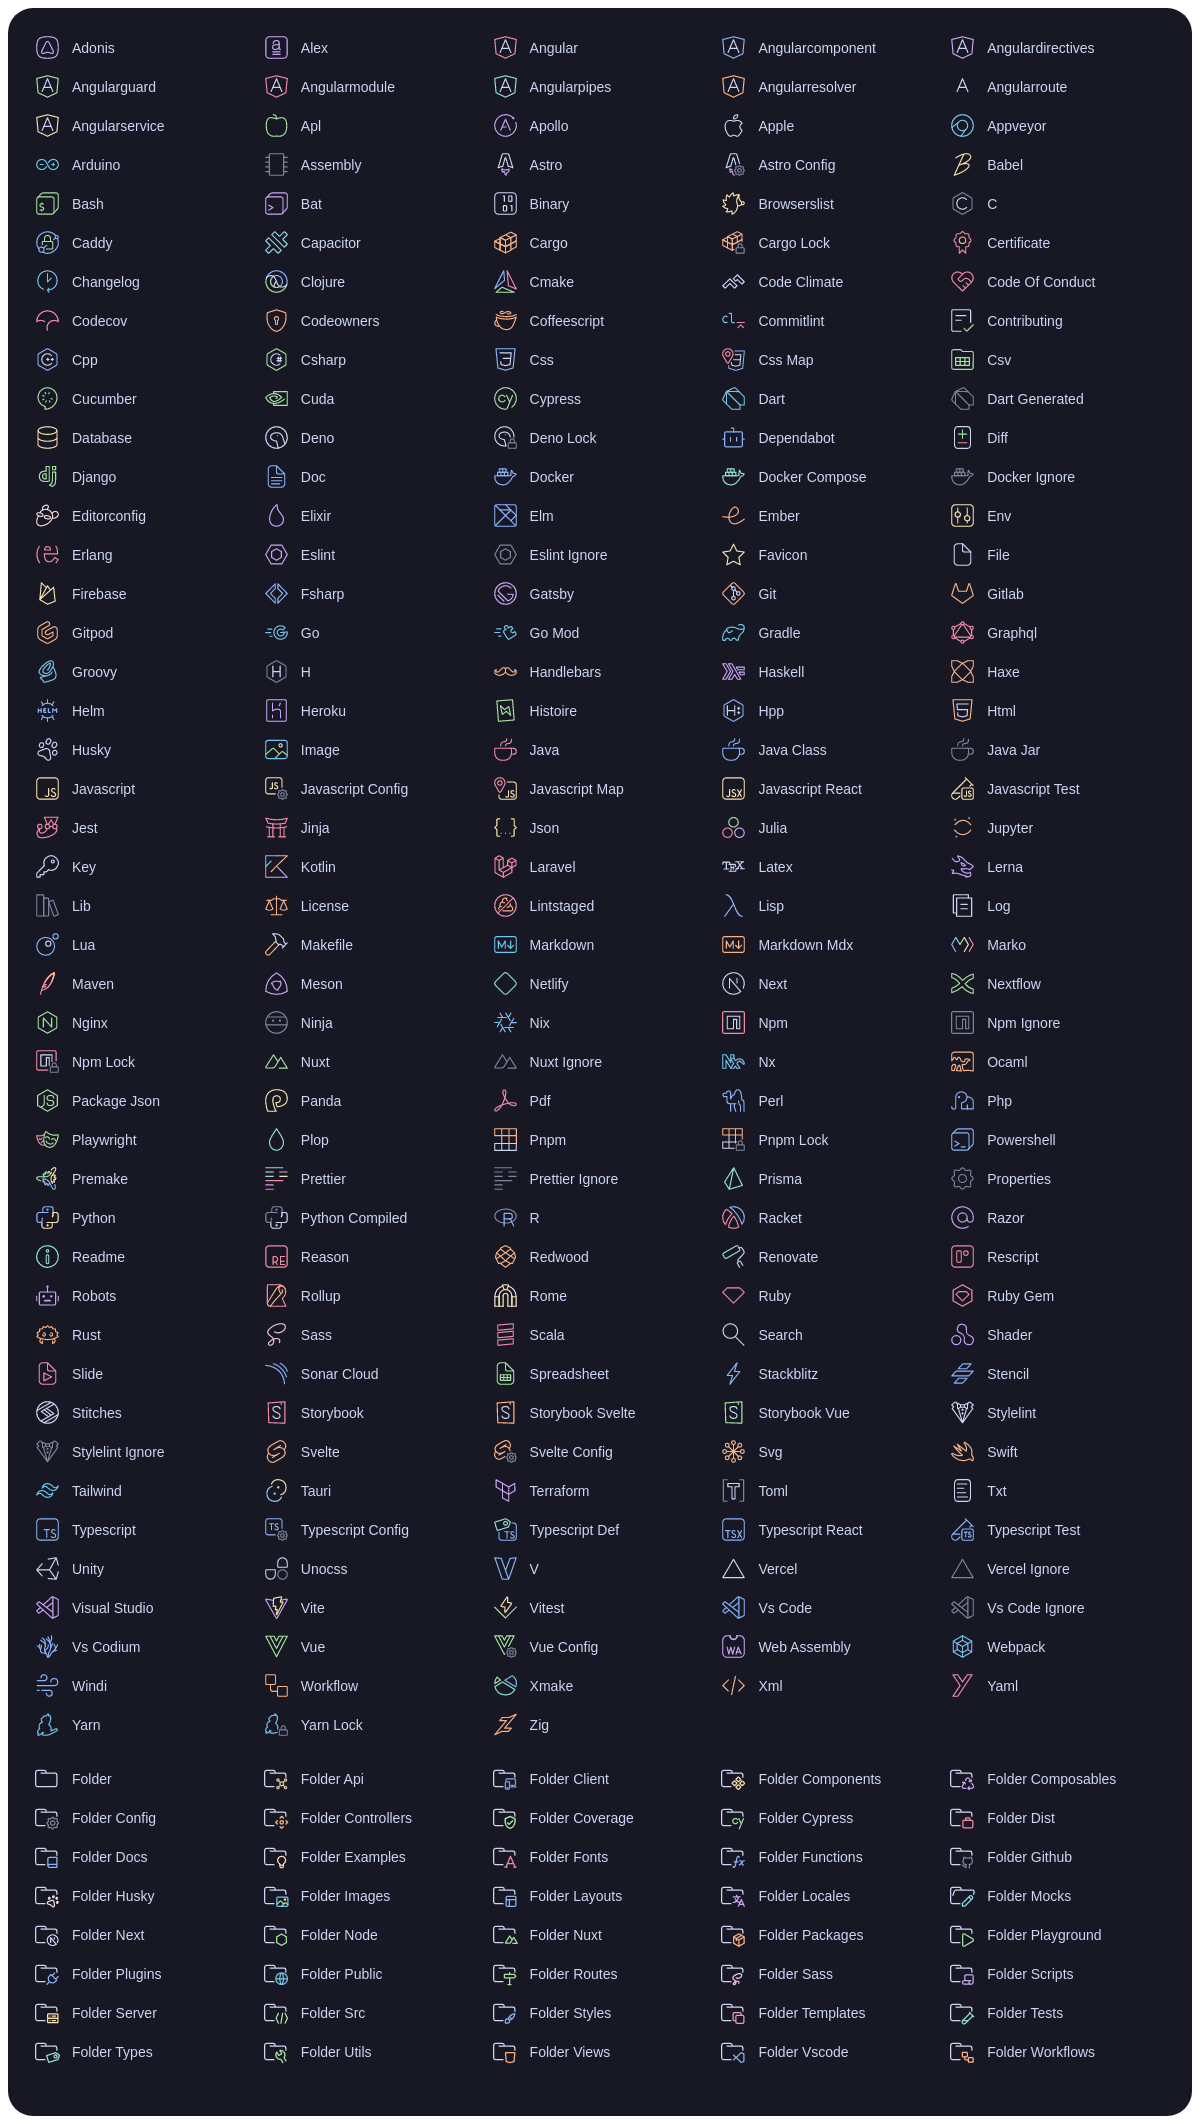 Adonis Alex Angular Angularcomponent Angulardirectives
Angularguard Angularmodule Angularpipes Angularresolver Angularroute
Angularservice Apl Apollo Apple Appveyor
Arduino Assembly Astro Astro Config Babel
Bash Bat Binary Browserslist C
Caddy Capacitor Cargo Cargo Lock Certificate
Changelog Clojure Cmake Code Climate Code Of Conduct
Codecov Codeowners Coffeescript Commitlint Contributing
Cpp Csharp Css Css Map Csv
Cucumber Cuda Cypress Dart Dart Generated
Database Deno Deno Lock Dependabot Diff
Django Doc Docker Docker Compose Docker Ignore
Editorconfig Elixir Elm Ember Env
Erlang Eslint Eslint Ignore Favicon File
Firebase Fsharp Gatsby Git Gitlab
Gitpod Go Go Mod Gradle Graphql
Groovy H Handlebars Haskell Haxe
Helm Heroku Histoire Hpp Html
Husky Image Java Java Class Java Jar
Javascript Javascript Config Javascript Map Javascript React Javascript Test
Jest Jinja Json Julia Jupyter
Key Kotlin Laravel Latex Lerna
Lib License Lintstaged Lisp Log
Lua Makefile Markdown Markdown Mdx Marko
Maven Meson Netlify Next Nextflow
Nginx Ninja Nix Npm Npm Ignore
Npm Lock Nuxt Nuxt Ignore Nx Ocaml
Package Json Panda Pdf Perl Php
Playwright Plop Pnpm Pnpm Lock Powershell
Premake Prettier Prettier Ignore Prisma Properties
Python Python Compiled R Racket Razor
Readme Reason Redwood Renovate Rescript
Robots Rollup Rome Ruby Ruby Gem
Rust Sass Scala Search Shader
Slide Sonar Cloud Spreadsheet Stackblitz Stencil
Stitches Storybook Storybook Svelte Storybook Vue Stylelint
Stylelint Ignore Svelte Svelte Config Svg Swift
Tailwind Tauri Terraform Toml Txt
Typescript Typescript Config Typescript Def Typescript React Typescript Test
Unity Unocss V Vercel Vercel Ignore
Visual Studio Vite Vitest Vs Code Vs Code Ignore
Vs Codium Vue Vue Config Web Assembly Webpack
Windi Workflow Xmake Xml Yaml
Yarn Yarn Lock Zig
Folder Folder Api Folder Client Folder Components Folder Composables
Folder Config Folder Controllers Folder Coverage Folder Cypress Folder Dist
Folder Docs Folder Examples Folder Fonts Folder Functions Folder Github
Folder Husky Folder Images Folder Layouts Folder Locales Folder Mocks
Folder Next Folder Node Folder Nuxt Folder Packages Folder Playground
Folder Plugins Folder Public Folder Routes Folder Sass Folder Scripts
Folder Server Folder Src Folder Styles Folder Templates Folder Tests
Folder Types Folder Utils Folder Views Folder Vscode Folder Workflows